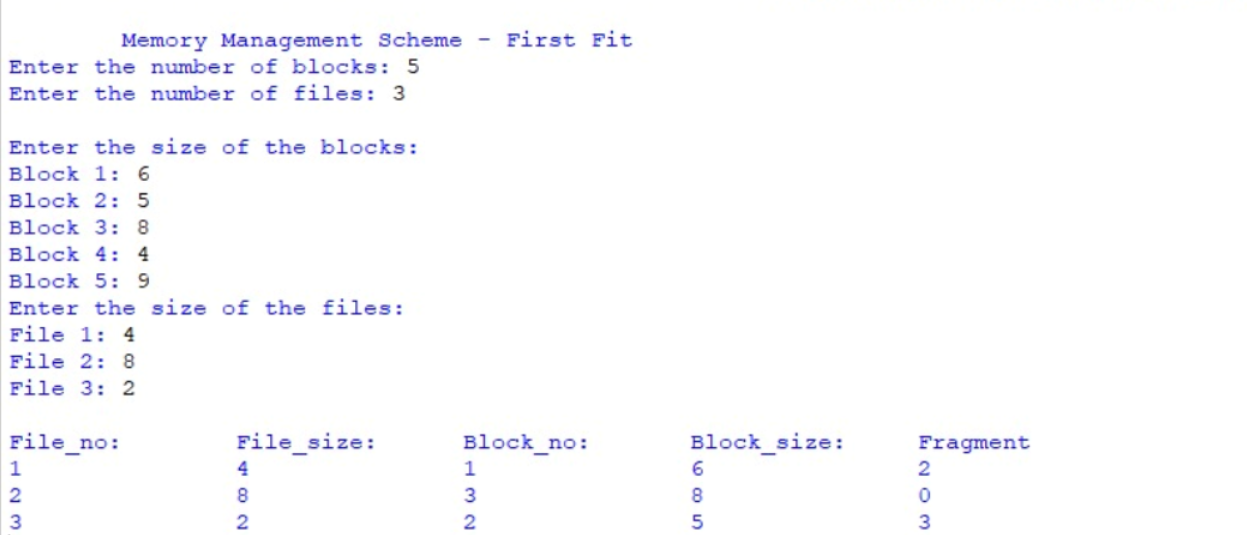 Memory Management Scheme - First Fit
Enter the number of blocks: 5
Enter the number of files: 3
Enter the size of the blocks:
Block 1: 6
Block 2: 5
Block 3: 8
Block 4: 4
Block 5: 9
Enter the size of the files:
File 1: 4
File 2: 8
File 3: 2
File_no: File_size: Block_no: Block_size: Fragment
1 4 1 6 2
2 8 3 8 0
3 2 2 5 3